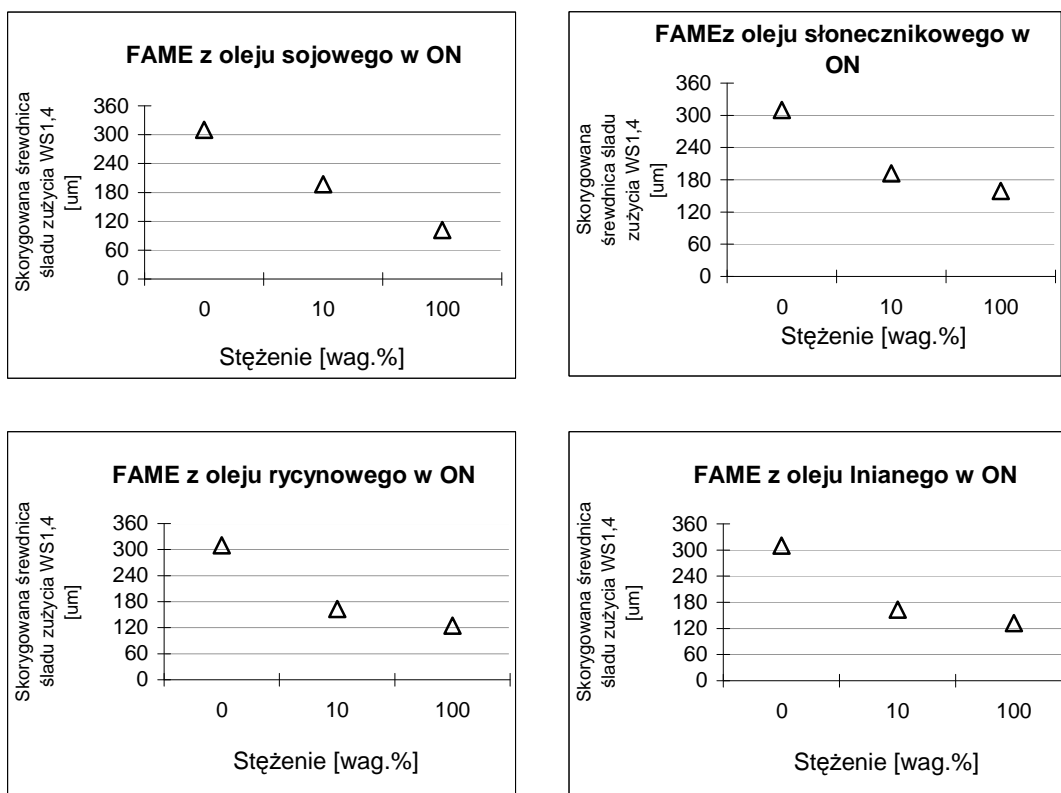 FAME z oleju sojowego w ON
Skorygowana śrewdnica
śladu zużycia WS1,4
[um]
360
300
240
180
120
60
0
0 10 100
Stężenie [wag.%]
FAMEz oleju słonecznikowego w
ON
Skorygowana
śrewdnica śladu
zużycia WS1,4
[um]
360
300
240
180
120
60
0
0 10 100
Stężenie [wag.%]
FAME z oleju rycynowego w ON
Skorygowana śrewdnica
śladu zużycia WS1,4
[um]
360
300
240
180
120
60
0
0 10 100
Stężenie [wag.%]
FAME z oleju lnianego w ON
Skorygowana śrewdnica
śladu zużycia WS1,4
[um]
360
300
240
180
120
60
0
0 10 100
Stężenie [wag.%]